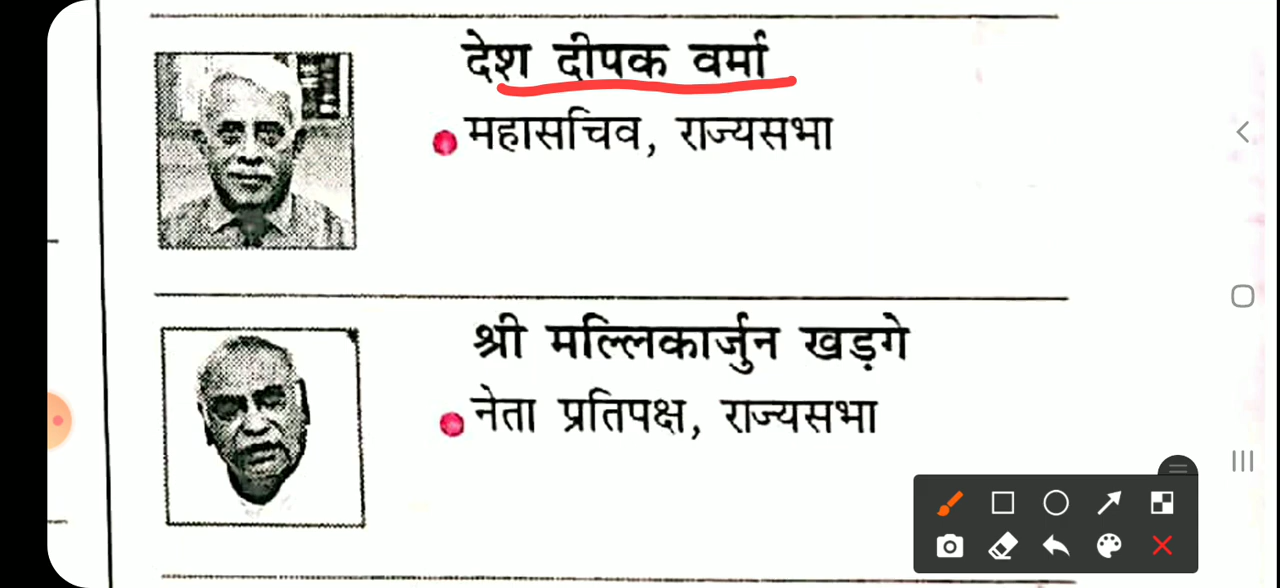 देश दीपक वर्मा
महासचिव, राज्यसभा
श्री मल्लिकार्जुन खड़गे
नेता प्रतिपक्ष, राज्यसभा